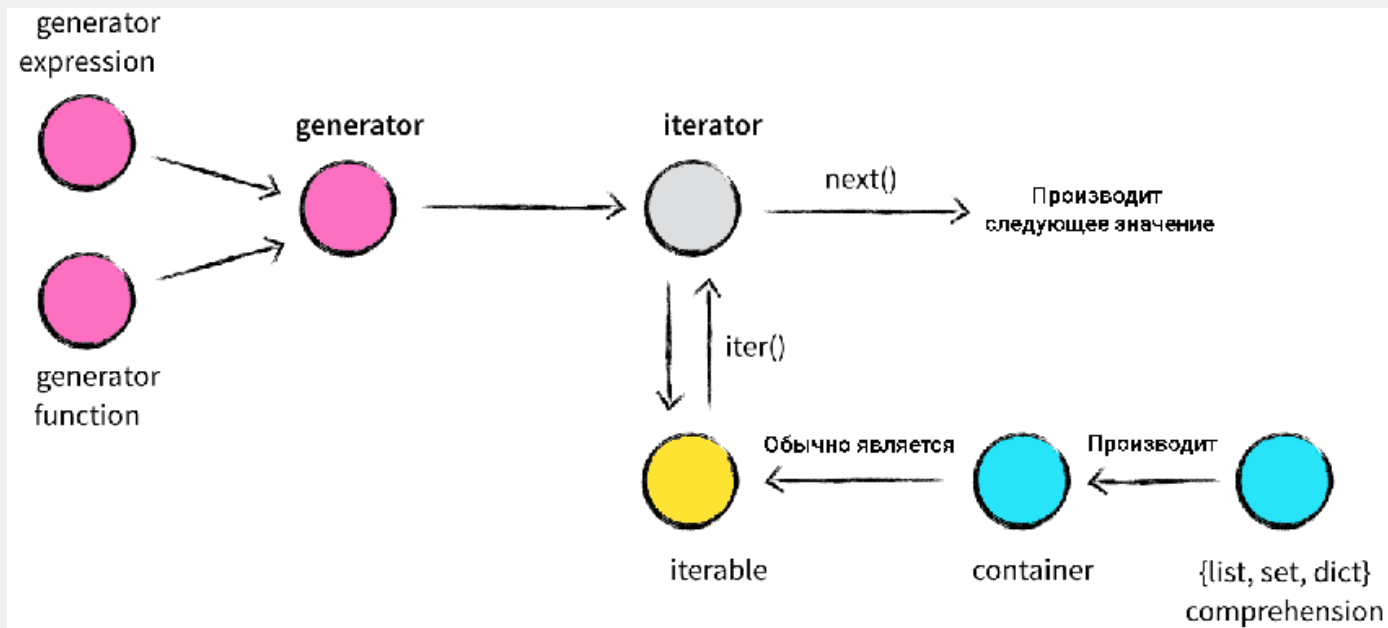 generator
expression
generator
iterator
next()
Производит
следующее значение
generator
function
iter()
Обычно является
Производит
iterable
container
{list, set, dict}
comprehension